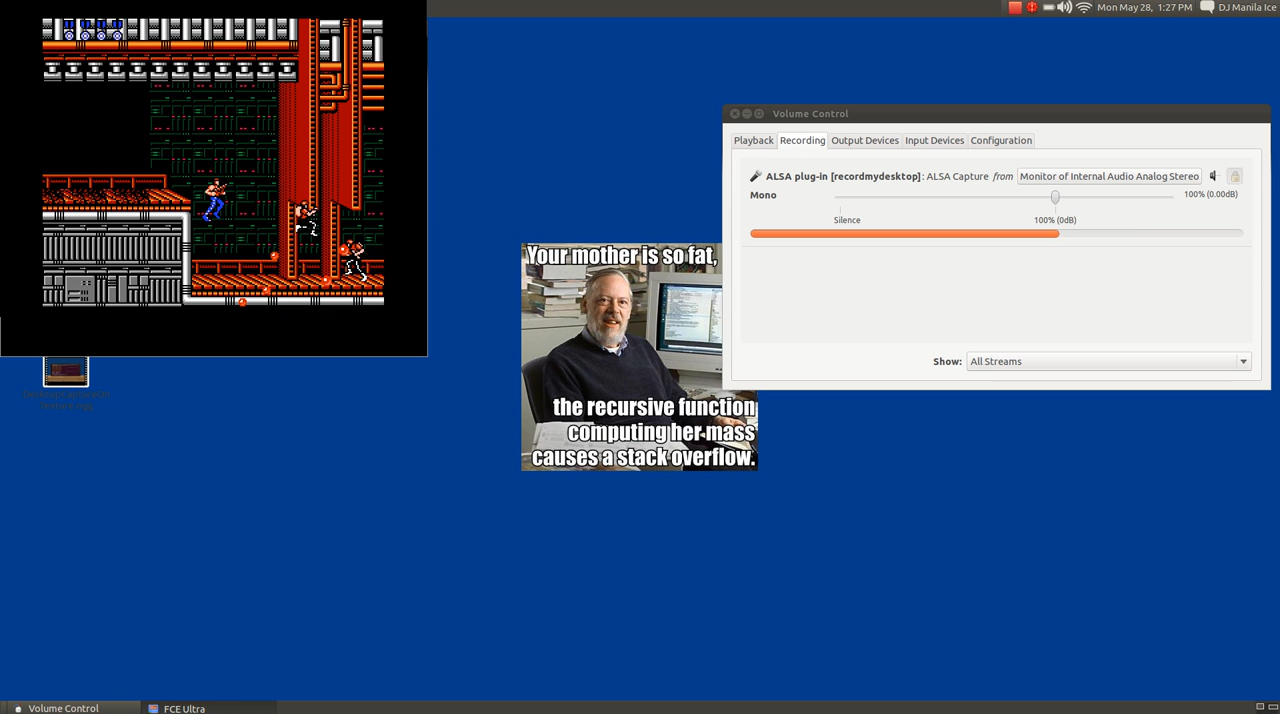 Mon May 28, 1:27 PM
DJ Manila Ice
Volume Control
Playback
Recording
Output Devices
Input Devices
Configuration
ALSA plug-in [recordmydesktop]: ALSA Capture from
Monitor of Internal Audio Analog Stereo
Mono
100% (0.00dB)
Silence
100% (0dB)
Show:
All Streams
Your mother is so fat,
the recursive function
computing her mass
causes a stack overflow.
Volume Control
FCE Ultra